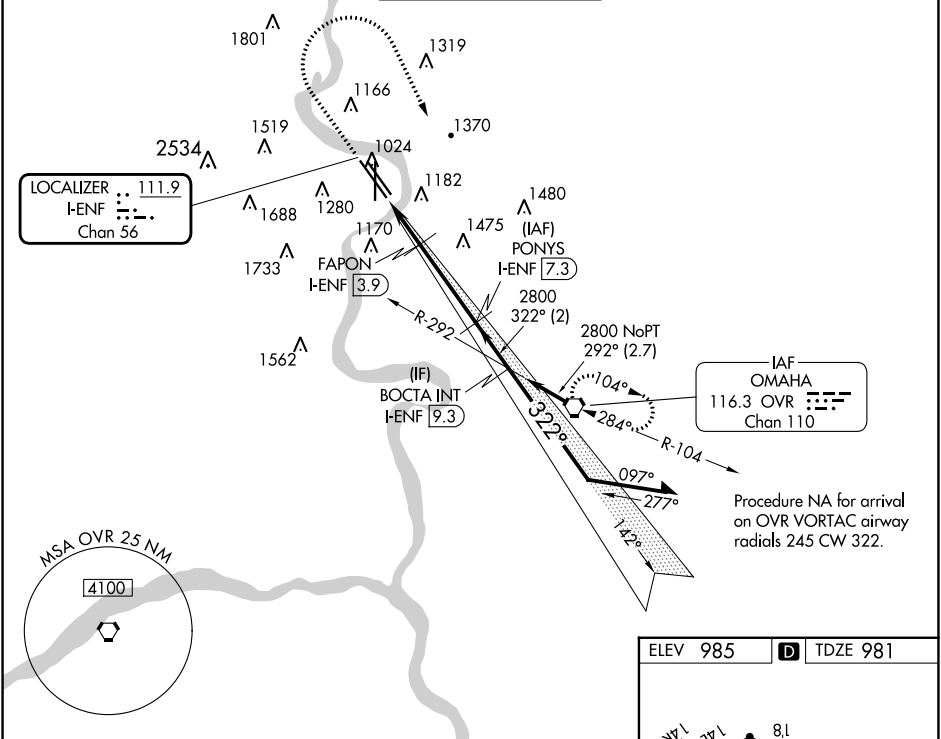 1801
1319
1166
1370
1519
2534
1024
LOCALIZER 111.9
I-ENF
Chan 56
1182
1688
1280
1480
1170
1475
(IAF)
PONYS
I-ENF 7.3
1733
FAPON
I-ENF 3.9
2800
322° (2)
R-292
2800 NoPT
292° (2.7)
1562
(IF)
BOCTA INT
I-ENF 9.3
104°
IAF
OMAHA
116.3 OVR
Chan 110
284°
R-104
322°
097°
277°
142°
Procedure NA for arrival
on OVR VORTAC airway
radials 245 CW 322.
MSA OVR 25 NM
4100
ELEV 985 D TDZE 981
14R 14L 18